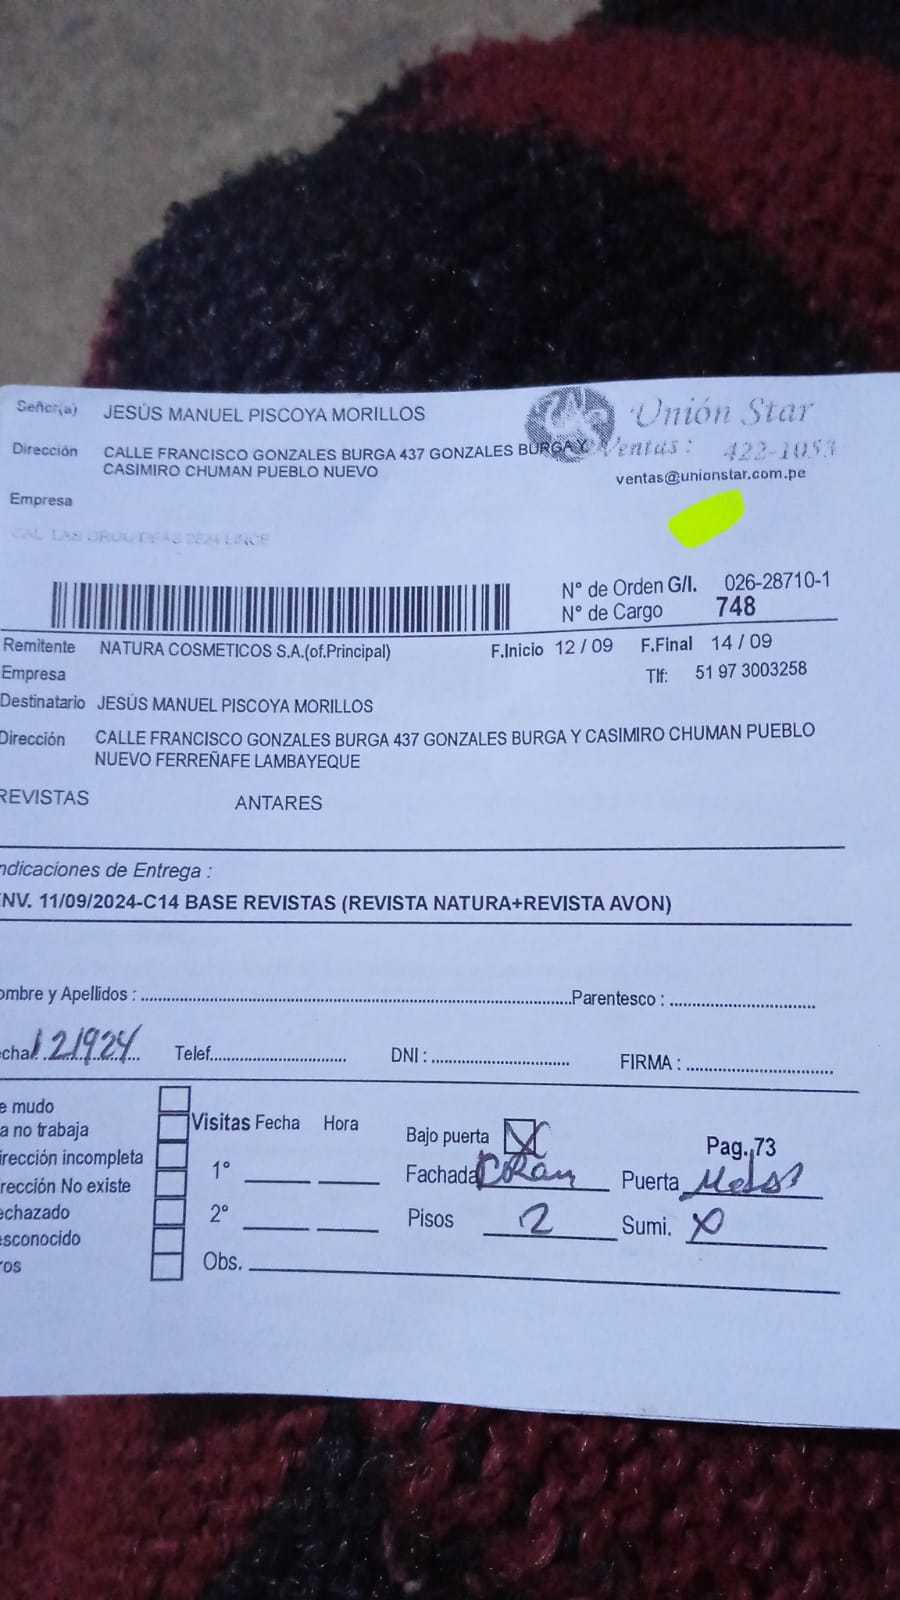 Señor(a) JESÚS MANUEL PISCOYA MORILLOS
Unión Star
Dirección CALLE FRANCISCO GONZALES BURGA 437 GONZALES BURGA Y
CASIMIRO CHUMAN PUEBLO NUEVO
Ventas: 422-1053
ventas@unionstar.com.pe
Empresa
2524 LINCE
N° de Orden G/I. 026-28710-1
N° de Cargo 748
Remitente NATURA COSMETICOS S.A.(of.Principal) F.Inicio 12 / 09 F.Final 14 / 09
Empresa Tlf: 51 97 3003258
Destinatario JESÚS MANUEL PISCOYA MORILLOS
Dirección CALLE FRANCISCO GONZALES BURGA 437 GONZALES BURGA Y CASIMIRO CHUMAN PUEBLO
NUEVO FERREÑAFE LAMBAYEQUE
REVISTAS ANTARES
ndicaciones de Entrega :
NV. 11/09/2024-C14 BASE REVISTAS (REVISTA NATURA+REVISTA AVON)
ombre y Apellidos : Parentesco :
echa 121924 Telef. DNI : FIRMA :
e mudo
a no trabaja
irección incompleta
rección No existe
echazado
esconocido
ros
Visitas Fecha Hora
1°
2°
Obs.
Bajo puerta X Pag. 73
Fachada Puerta
Pisos 2 Sumi. X